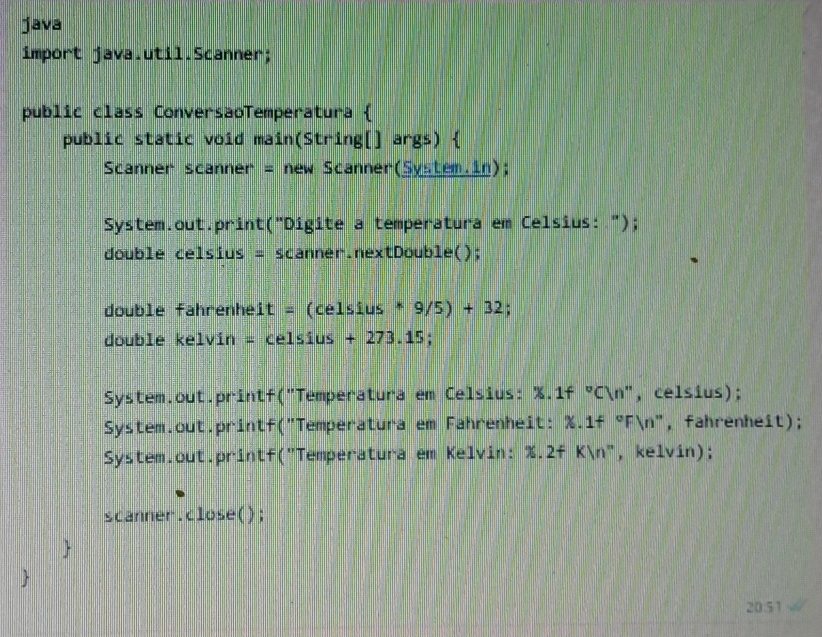 java
import java.util.Scanner;
public class ConversaoTemperatura {
public static void main(String[] args) {
Scanner scanner = new Scanner(System.in);
System.out.print("Digite a temperatura em Celsius: ");
double celsius = scanner.nextDouble();
double fahrenheit = (celsius * 9/5) + 32;
double kelvin = celsius + 273.15;
System.out.printf("Temperatura em Celsius: %.1f °C\n", celsius);
System.out.printf("Temperatura em Fahrenheit: %.1f °F\n", fahrenheit);
System.out.printf("Temperatura em Kelvin: %.2f K\n", kelvin);
scanner.close();
}
}
20:51